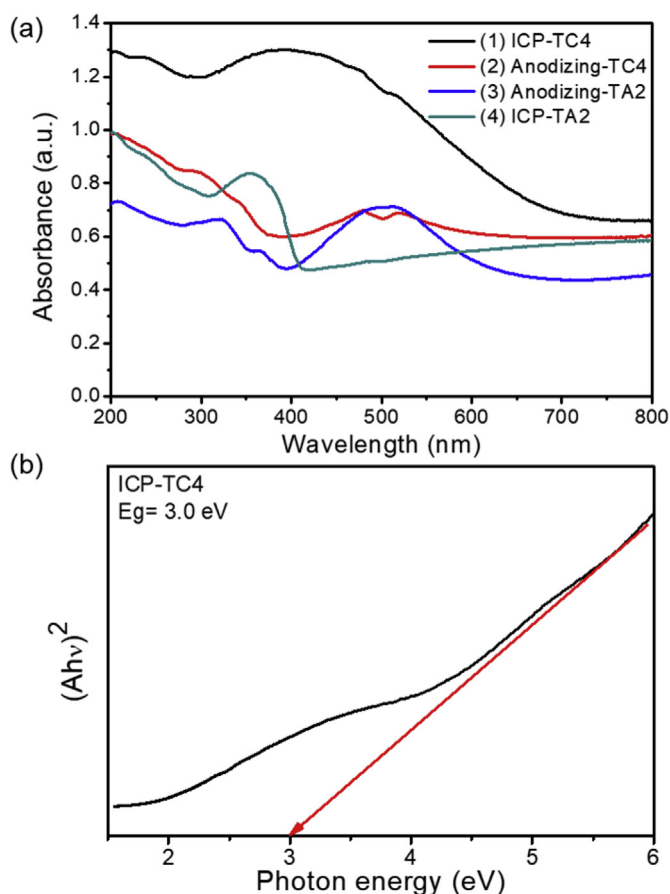 (a)
1.4
1.2
1.0
0.8
0.6
0.4
0.2
0.0
Absorbance (a.u.)
(1) ICP-TC4
(2) Anodizing-TC4
(3) Anodizing-TA2
(4) ICP-TA2
200 300 400 500 600 700 800
Wavelength (nm)
(b)
ICP-TC4
Eg= 3.0 eV
(Ahν)²
2 3 4 5 6
Photon energy (eV)